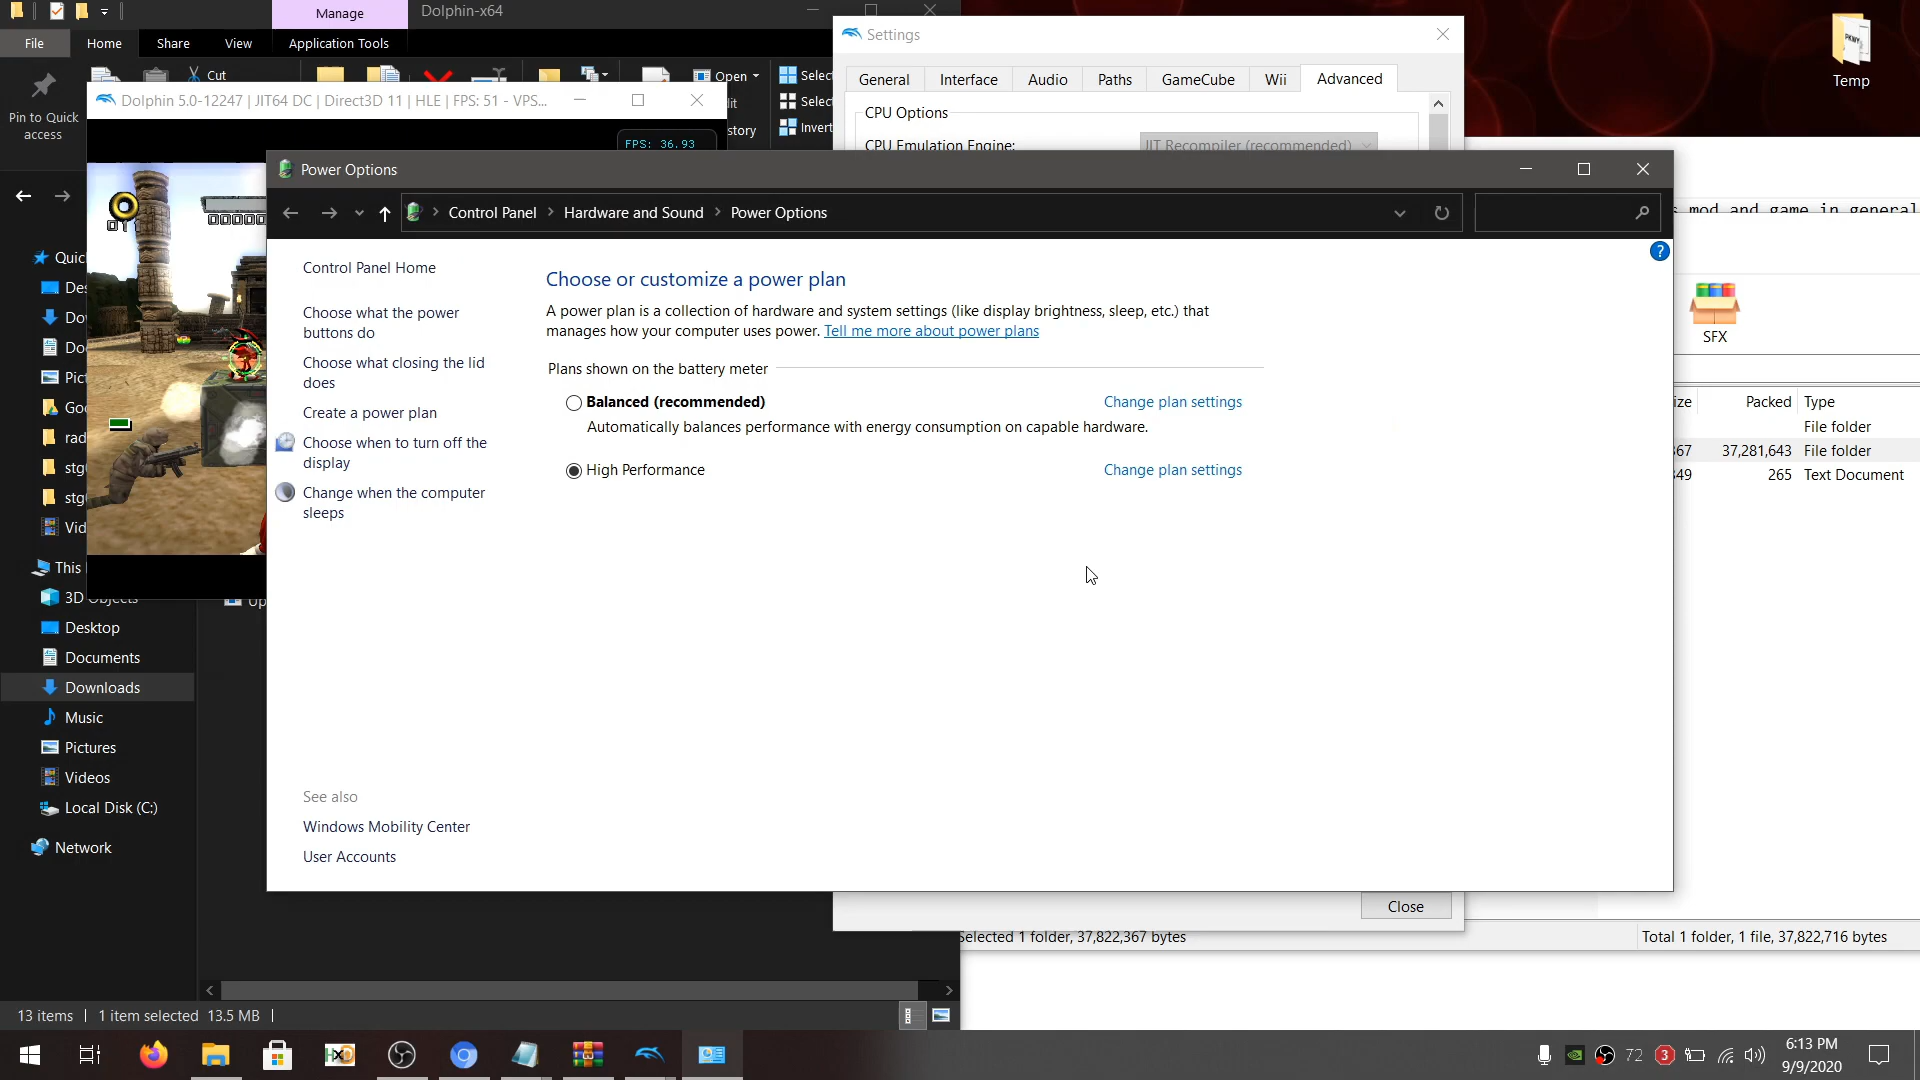 Manage
Dolphin-x64
File
Home
Share
View
Application Tools
Cut
Open
Select
Select
Invert
Pin to Quick
access
Dolphin 5.0-12247 | JIT64 DC | Direct3D 11 | HLE | FPS: 51 - VPS...
FPS: 36.93
Settings
General
Interface
Audio
Paths
GameCube
Wii
Advanced
CPU Options
CPU Emulation Engine:
JIT Recompiler (recommended)
Temp
Power Options
Control Panel
Hardware and Sound
Power Options
mod and game in general
Control Panel Home
Choose what the power
buttons do
Choose what closing the lid
does
Create a power plan
Choose when to turn off the
display
Change when the computer
sleeps
Choose or customize a power plan
A power plan is a collection of hardware and system settings (like display brightness, sleep, etc.) that
manages how your computer uses power. Tell me more about power plans
Plans shown on the battery meter
Balanced (recommended)
Change plan settings
Automatically balances performance with energy consumption on capable hardware.
High Performance
Change plan settings
See also
Windows Mobility Center
User Accounts
SFX
Packed
Type
File folder
37,281,643
File folder
265
Text Document
Desktop
Documents
Downloads
Music
Pictures
Videos
Local Disk (C:)
Network
Close
Selected 1 folder, 37,822,367 bytes
Total 1 folder, 1 file, 37,822,716 bytes
13 items
1 item selected 13.5 MB
72
3
6:13 PM
9/9/2020